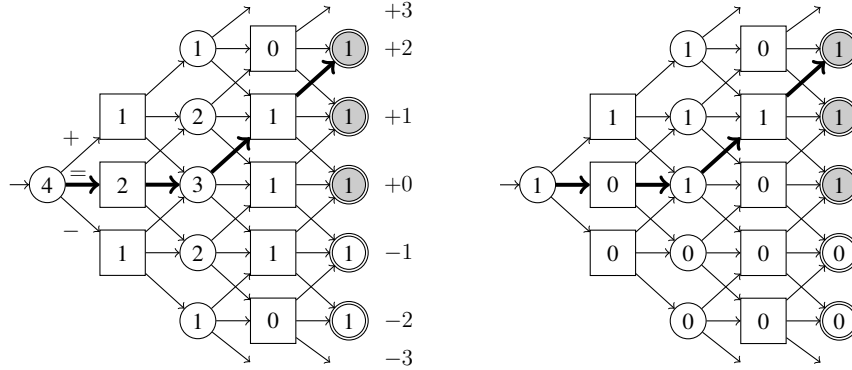 +3
1 0 1 +2 1 0 1
+
1 2 1 1 +1 1 1 1 1
=
4 2 3 1 1 +0 1 0 1 0 1
−
1 2 1 1 −1 0 0 0 0
1 0 1 −2 0 0 0
−3